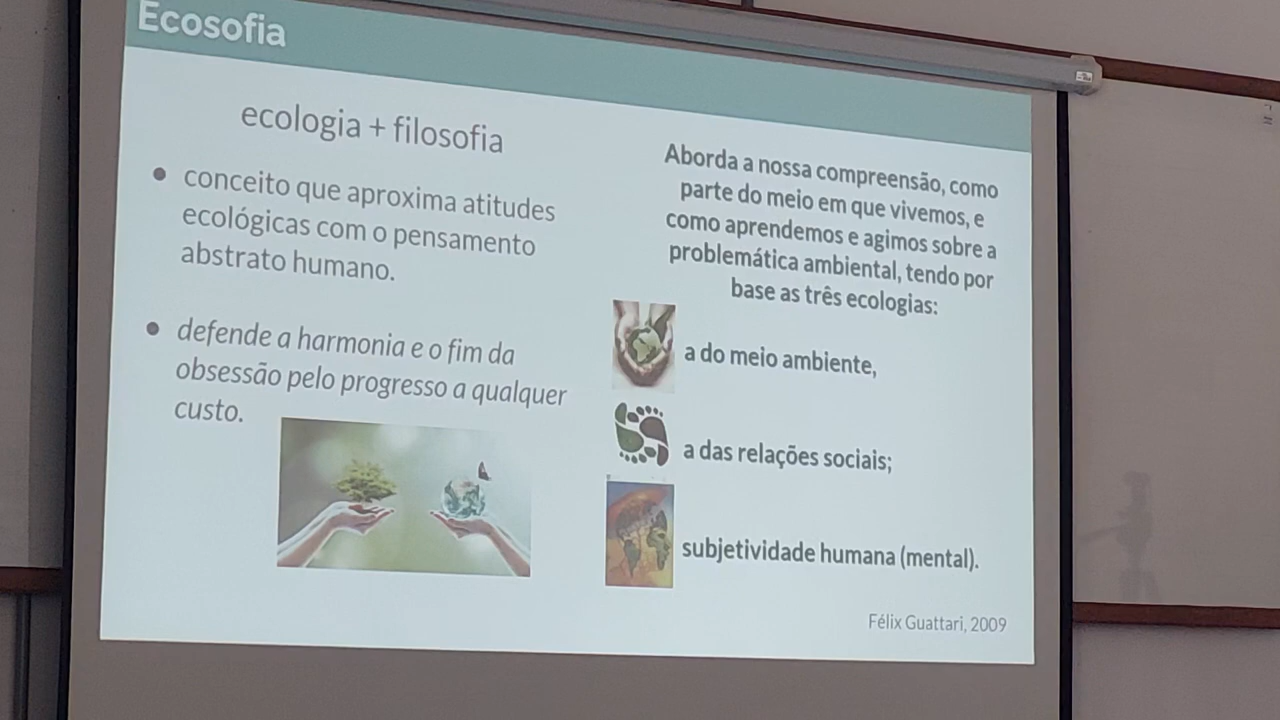 Ecosofia
ecologia + filosofia
• conceito que aproxima atitudes
ecológicas com o pensamento
abstrato humano.
• defende a harmonia e o fim da
obsessão pelo progresso a qualquer
custo.
Aborda a nossa compreensão, como
parte do meio em que vivemos, e
como aprendemos e agimos sobre a
problemática ambiental, tendo por
base as três ecologias:
a do meio ambiente,
a das relações sociais;
subjetividade humana (mental).
Félix Guattari, 2009